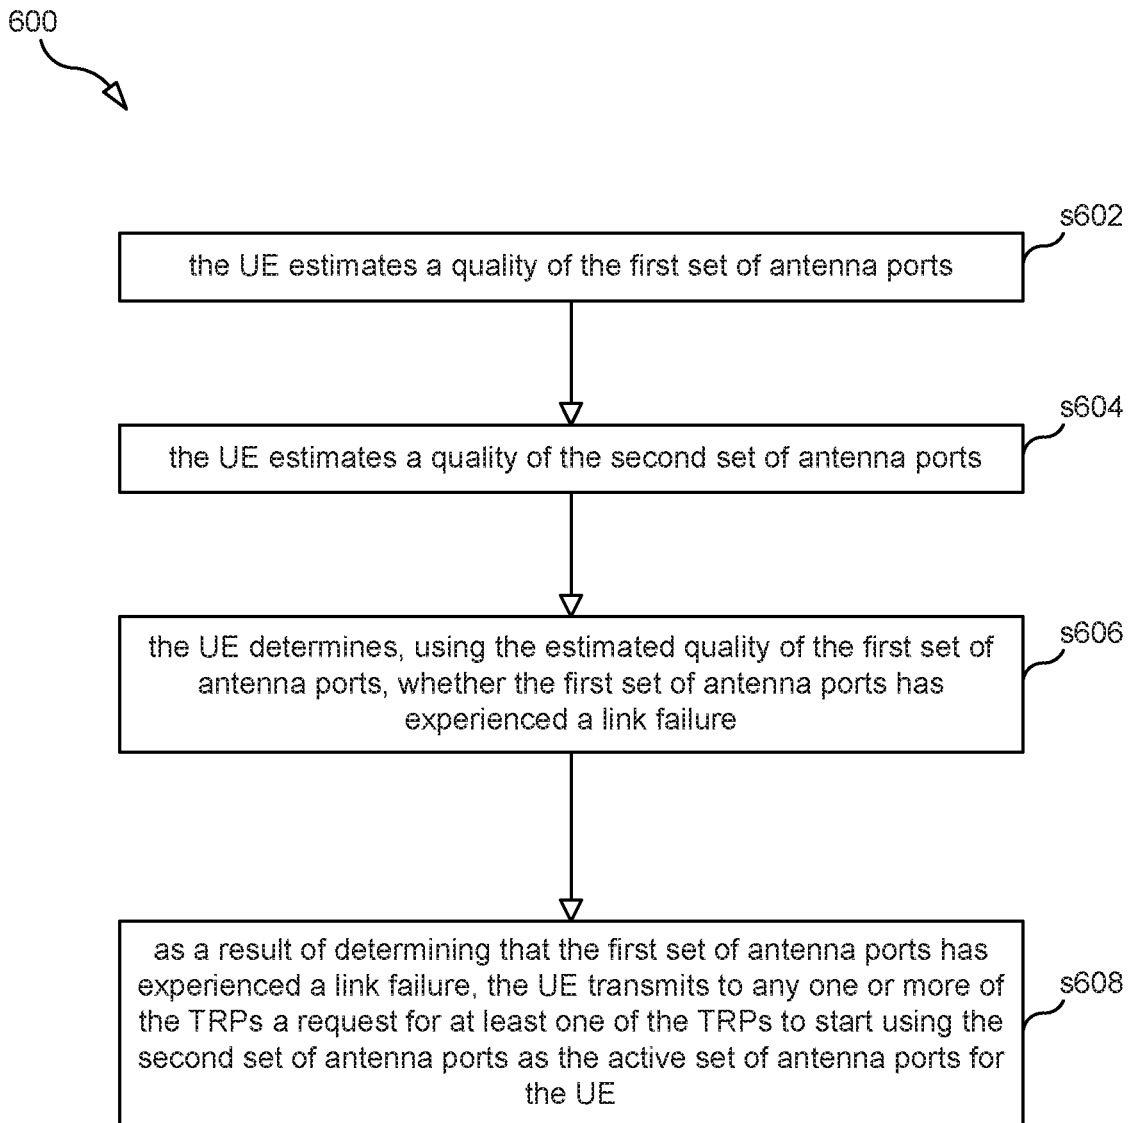 600
s602
the UE estimates a quality of the first set of antenna ports
s604
the UE estimates a quality of the second set of antenna ports
s606
the UE determines, using the estimated quality of the first set of
antenna ports, whether the first set of antenna ports has
experienced a link failure
s608
as a result of determining that the first set of antenna ports has
experienced a link failure, the UE transmits to any one or more of
the TRPs a request for at least one of the TRPs to start using the
second set of antenna ports as the active set of antenna ports for
the UE